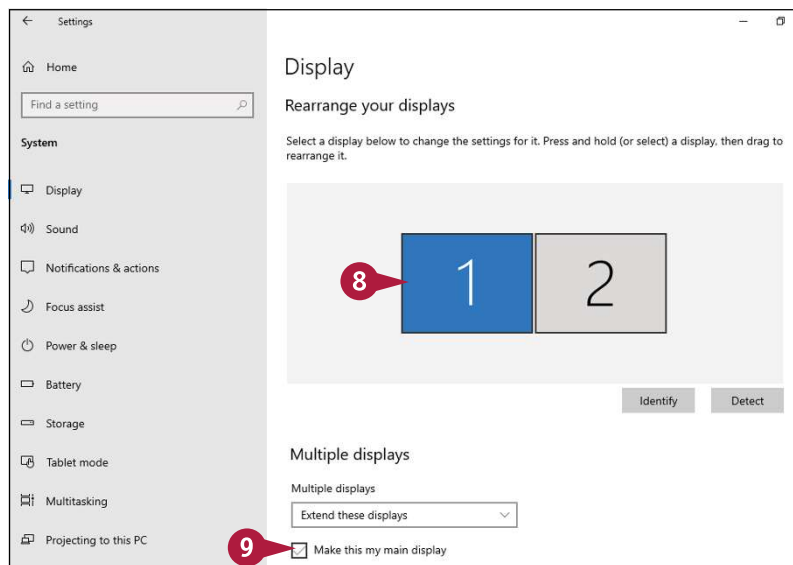 Settings
Home
Display
Find a setting
Rearrange your displays
System
Select a display below to change the settings for it. Press and hold (or select) a display, then drag to
rearrange it.
Display
Sound
Notifications & actions
Focus assist
Power & sleep
Battery
Storage
Tablet mode
Multitasking
Projecting to this PC
8
1
2
Identify
Detect
Multiple displays
Multiple displays
Extend these displays
9
Make this my main display